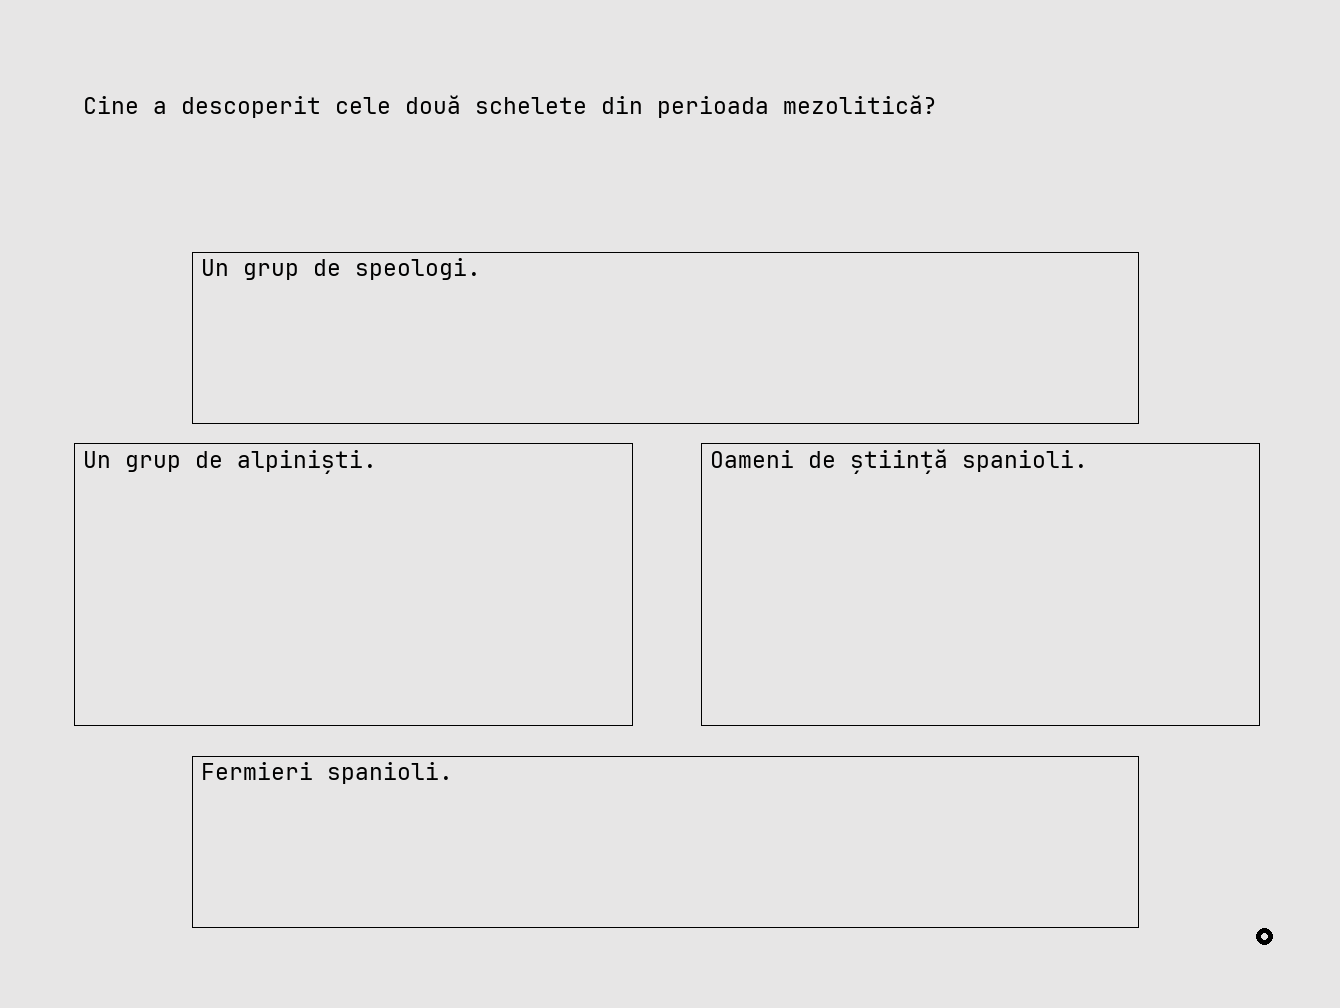 Cine a descoperit cele două schelete din perioada mezolitică?
Un grup de speologi.
Un grup de alpiniști.
Oameni de știință spanioli.
Fermieri spanioli.